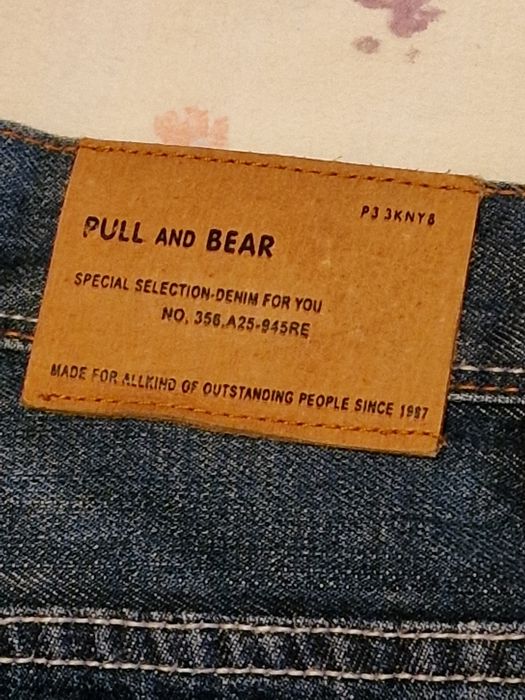 P3 3KNY8
PULL AND BEAR
SPECIAL SELECTION-DENIM FOR YOU
NO. 356.A25-945RE
MADE FOR ALLKIND OF OUTSTANDING PEOPLE SINCE 1987